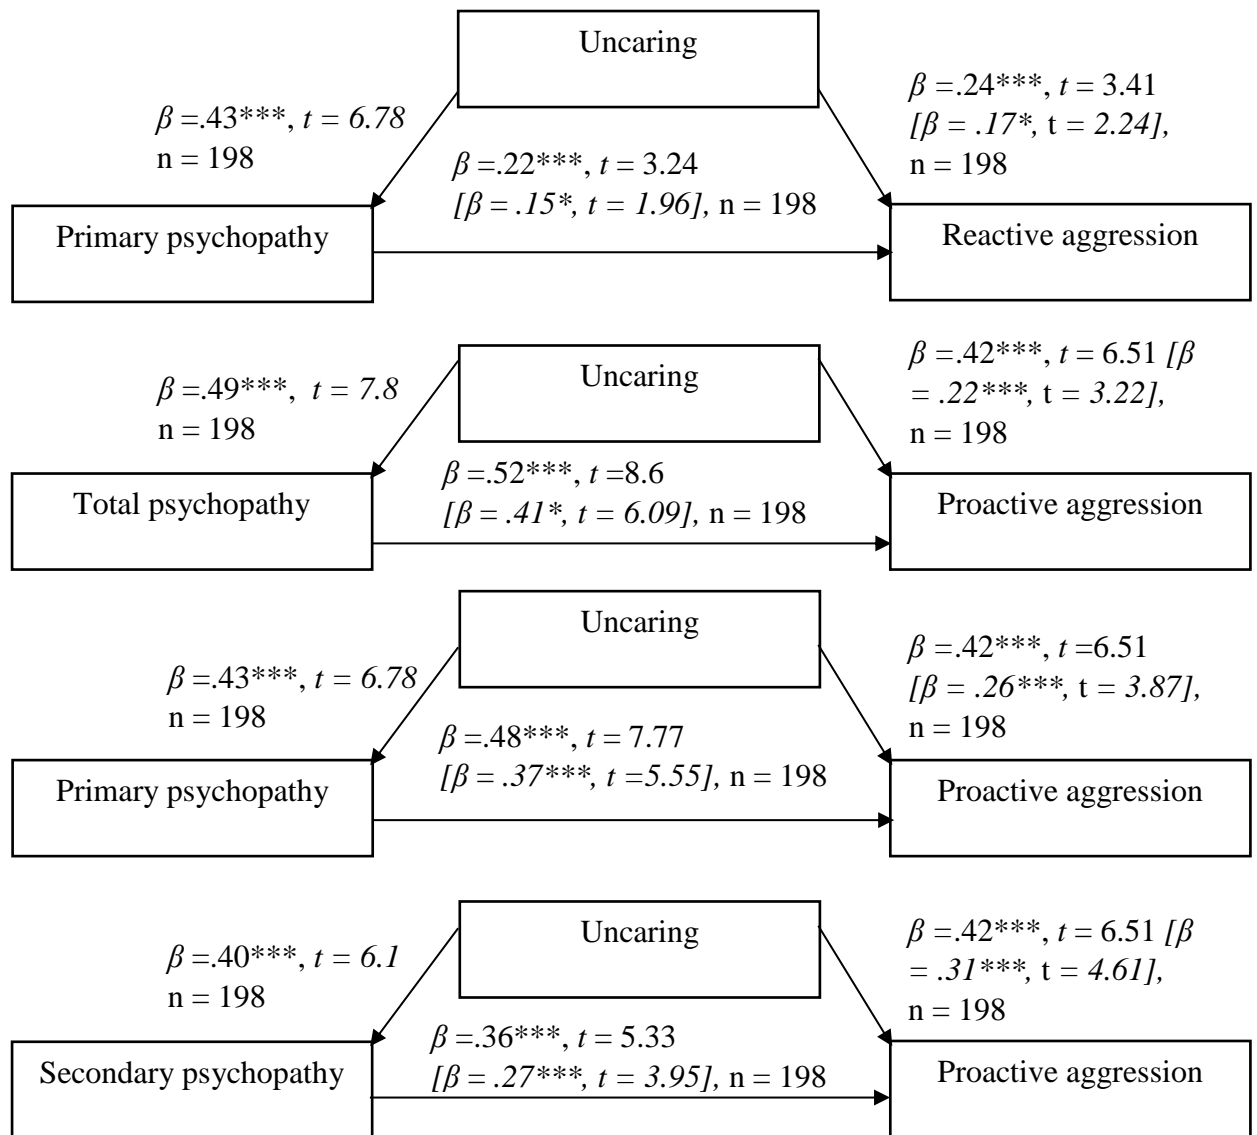 Uncaring
β =.43***, t = 6.78
n = 198
β =.24***, t = 3.41
[β = .17*, t = 2.24],
n = 198
β =.22***, t = 3.24
[β = .15*, t = 1.96], n = 198
Primary psychopathy
Reactive aggression
Uncaring
β =.49***, t = 7.8
n = 198
β =.42***, t = 6.51 [β
= .22***, t = 3.22],
n = 198
β =.52***, t =8.6
[β = .41*, t = 6.09], n = 198
Total psychopathy
Proactive aggression
Uncaring
β =.43***, t = 6.78
n = 198
β =.42***, t =6.51
[β = .26***, t = 3.87],
n = 198
β =.48***, t = 7.77
[β = .37***, t =5.55], n = 198
Primary psychopathy
Proactive aggression
Uncaring
β =.40***, t = 6.1
n = 198
β =.42***, t = 6.51 [β
= .31***, t = 4.61],
n = 198
β =.36***, t = 5.33
[β = .27***, t = 3.95], n = 198
Secondary psychopathy
Proactive aggression